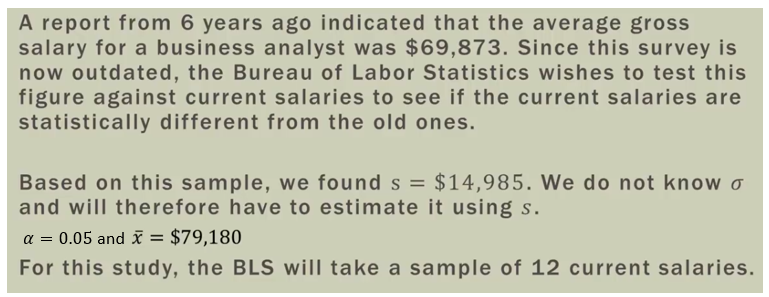 A report from 6 years ago indicated that the average gross
salary for a business analyst was $69,873. Since this survey is
now outdated, the Bureau of Labor Statistics wishes to test this
figure against current salaries to see if the current salaries are
statistically different from the old ones.
Based on this sample, we found s = $14,985. We do not know σ
and will therefore have to estimate it using s.
α = 0.05 and x̄ = $79,180
For this study, the BLS will take a sample of 12 current salaries.